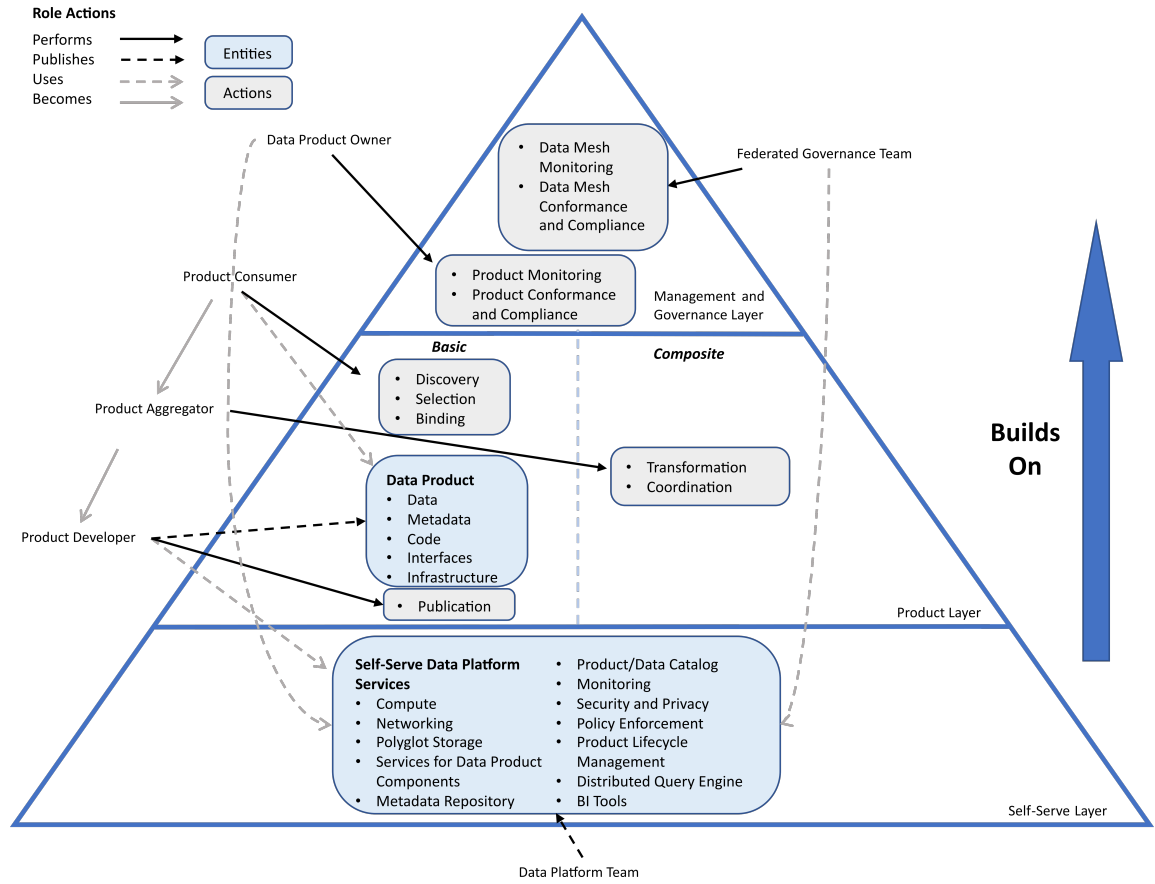 Role Actions
Performs
Publishes
Uses
Becomes
Entities
Actions
Data Product Owner
Federated Governance Team
• Data Mesh
Monitoring
• Data Mesh
Conformance
and Compliance
Product Consumer
• Product Monitoring
• Product Conformance
and Compliance
Management and
Governance Layer
Basic
Composite
• Discovery
• Selection
• Binding
Product Aggregator
• Transformation
• Coordination
Builds
On
Data Product
• Data
• Metadata
• Code
• Interfaces
• Infrastructure
Product Developer
• Publication
Product Layer
Self-Serve Data Platform
Services
• Compute
• Networking
• Polyglot Storage
• Services for Data Product
Components
• Metadata Repository
• Product/Data Catalog
• Monitoring
• Security and Privacy
• Policy Enforcement
• Product Lifecycle
Management
• Distributed Query Engine
• BI Tools
Self-Serve Layer
Data Platform Team